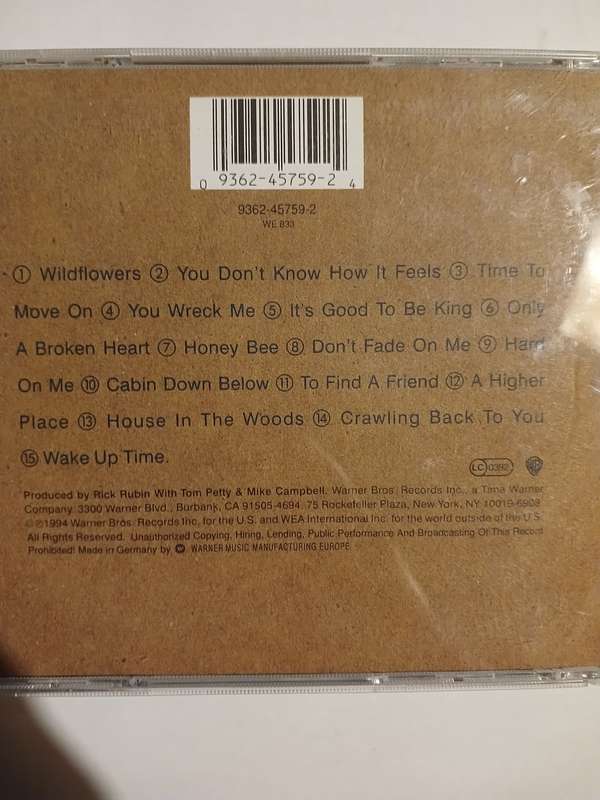 0 9362-45759-2 4
9362-45759-2
WE 833
① Wildflowers ② You Don't Know How It Feels ③ Time To
Move On ④ You Wreck Me ⑤ It's Good To Be King ⑥ Only
A Broken Heart ⑦ Honey Bee ⑧ Don't Fade On Me ⑨ Hard
On Me ⑩ Cabin Down Below ⑪ To Find A Friend ⑫ A Higher
Place ⑬ House In The Woods ⑭ Crawling Back To You
⑮ Wake Up Time.
LC 0392
Produced by Rick Rubin With Tom Petty & Mike Campbell. Warner Bros. Records Inc., a Time Warner
Company. 3300 Warner Blvd., Burbank, CA 91505-4694. 75 Rockefeller Plaza, New York, NY 10019-6908
©℗1994 Warner Bros. Records Inc. for the U.S. and WEA International Inc. for the world outside of the U.S.
All Rights Reserved. Unauthorized Copying, Hiring, Lending, Public Performance And Broadcasting Of This Record
Prohibited! Made in Germany by WARNER MUSIC MANUFACTURING EUROPE